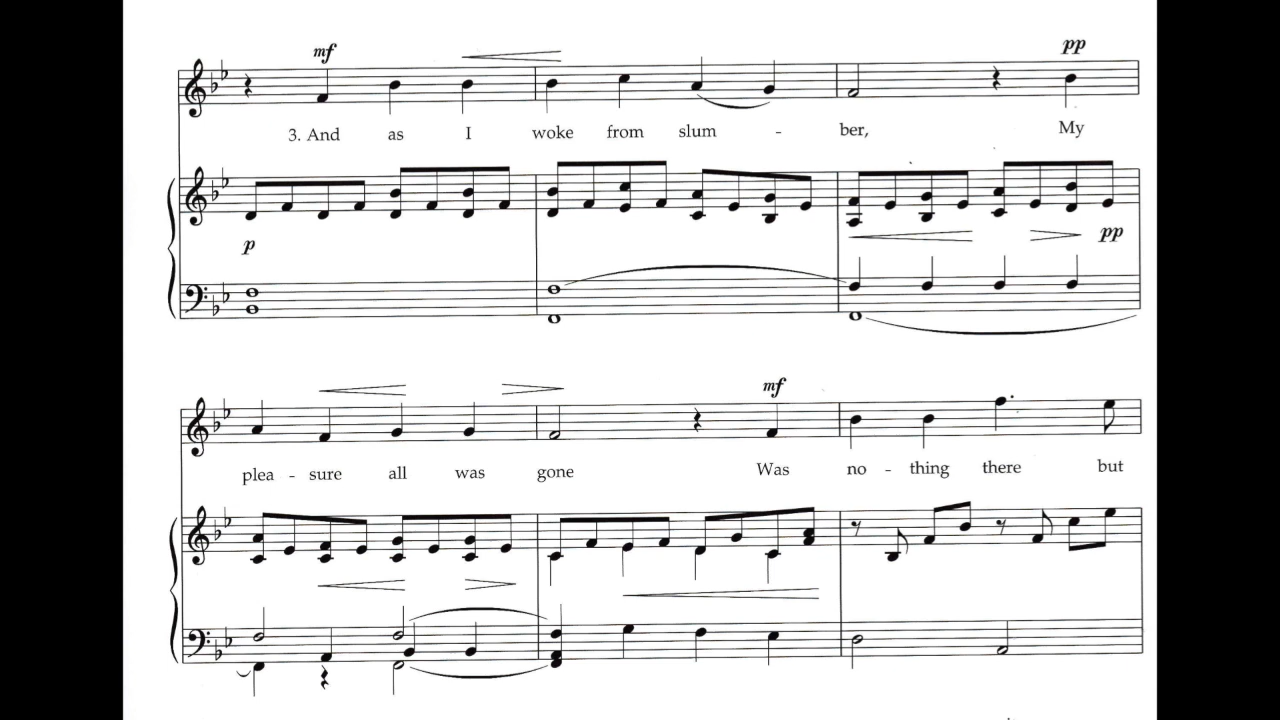 mf pp
3. And as I woke from slum - ber, My
p pp
mf
plea - sure all was gone Was no - thing there but